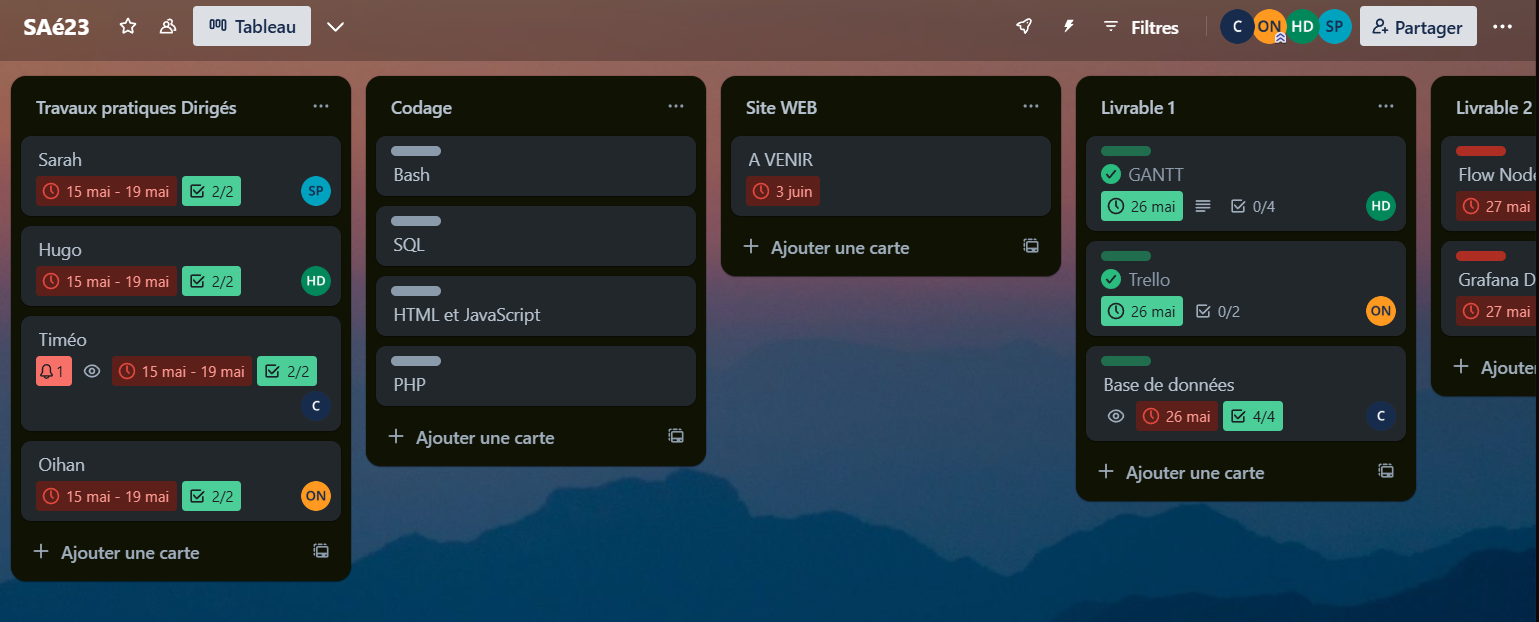 SAé23
Tableau
Filtres
C
ON
HD
SP
Partager
Travaux pratiques Dirigés
Sarah
15 mai - 19 mai
2/2
SP
Hugo
15 mai - 19 mai
2/2
HD
Timéo
1
15 mai - 19 mai
2/2
C
Oihan
15 mai - 19 mai
2/2
ON
Ajouter une carte
Codage
Bash
SQL
HTML et JavaScript
PHP
Ajouter une carte
Site WEB
A VENIR
3 juin
Ajouter une carte
Livrable 1
GANTT
26 mai
0/4
HD
Trello
26 mai
0/2
ON
Base de données
26 mai
4/4
C
Ajouter une carte
Livrable 2
Flow Node
27 mai
Grafana D
27 mai
Ajouter